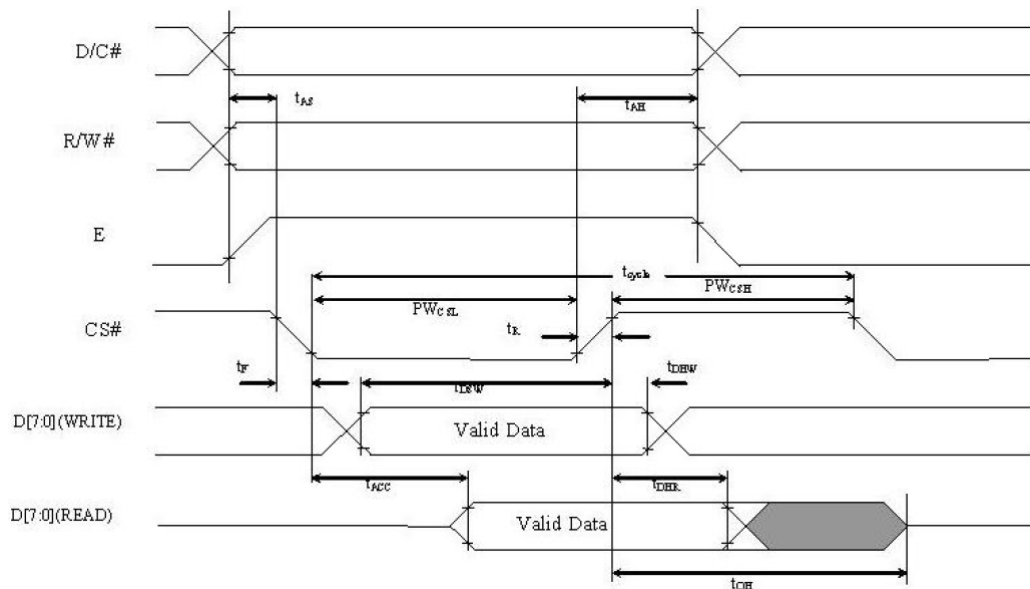 D/C#
tAS
tAH
R/W#
E
tcycle
PWCSL
PWCSH
CS#
tR
tF
tDSW
tDHW
D[7:0](WRITE)
Valid Data
tACC
tDHR
D[7:0](READ)
Valid Data
tOH